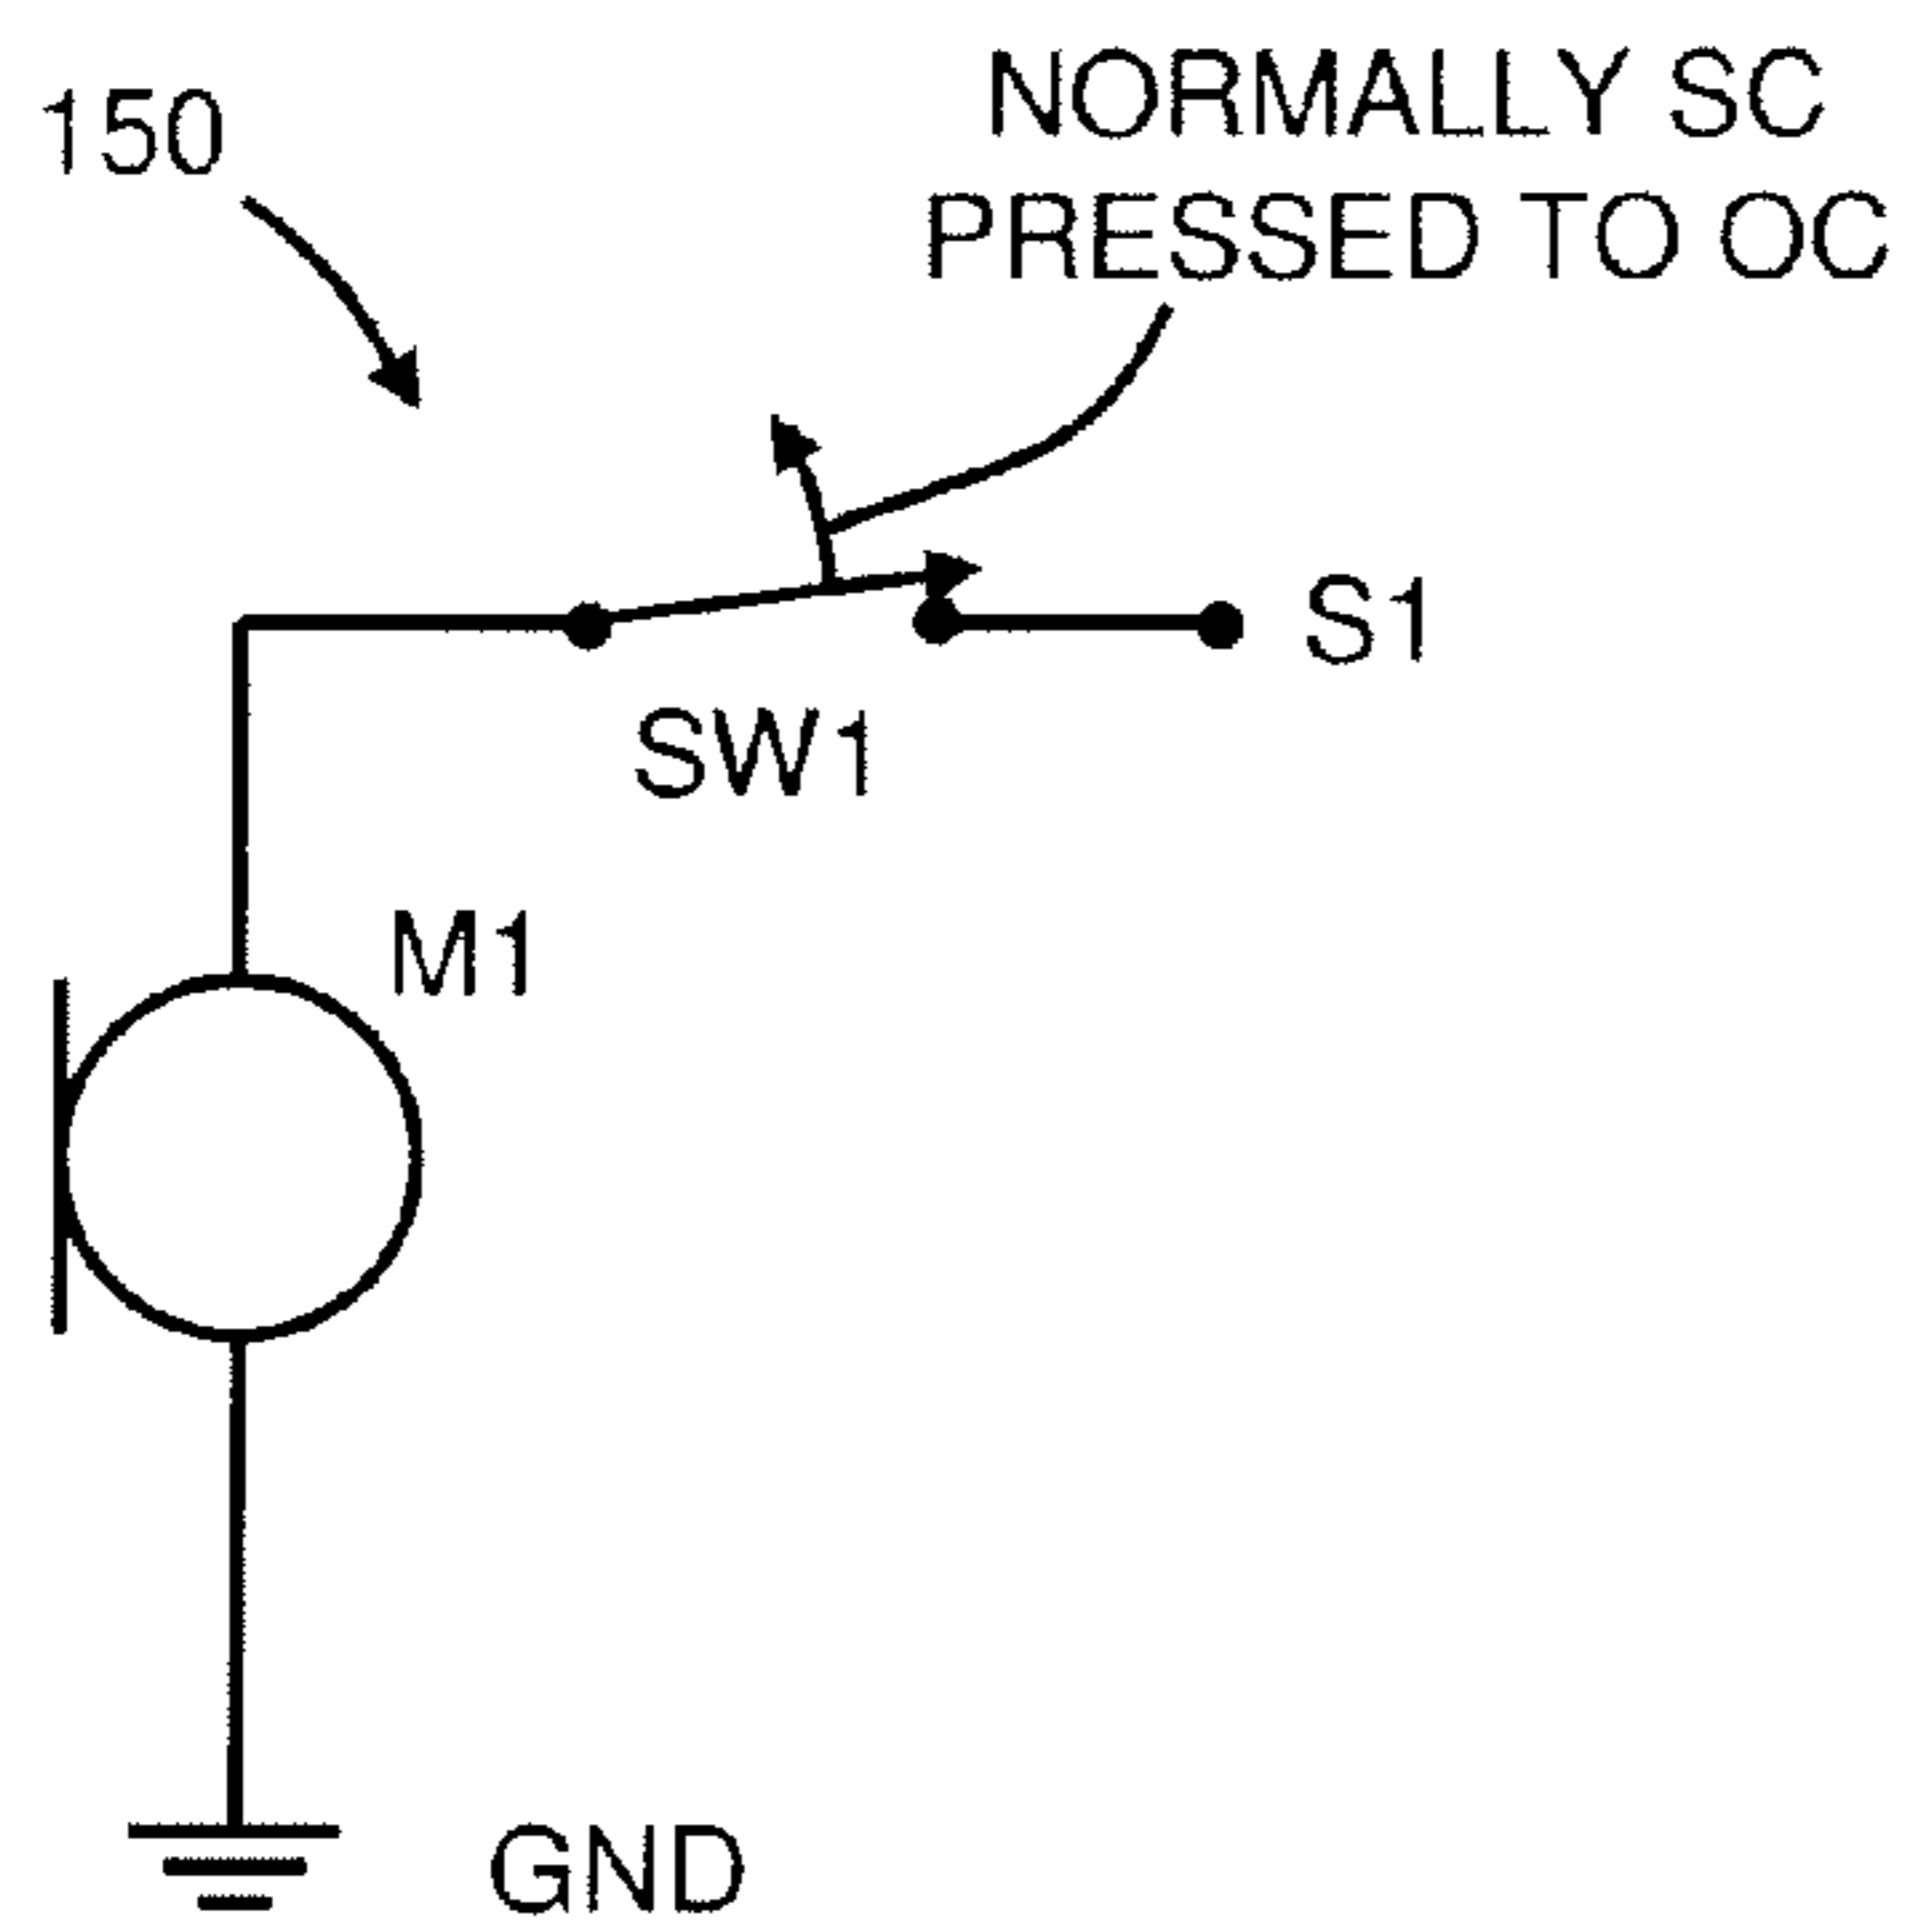 150
NORMALLY SC
PRESSED TO OC
S1
SW1
M1
GND